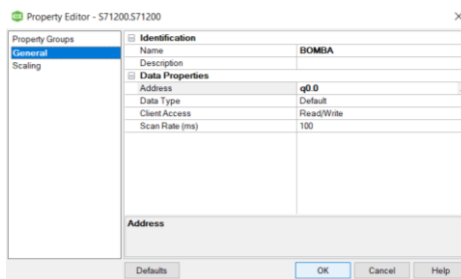 Property Editor - S71200.S71200
Property Groups
General
Scaling
Identification
Name BOMBA
Description
Data Properties
Address q0.0
Data Type Default
Client Access Read/Write
Scan Rate (ms) 100
Address
Defaults OK Cancel Help